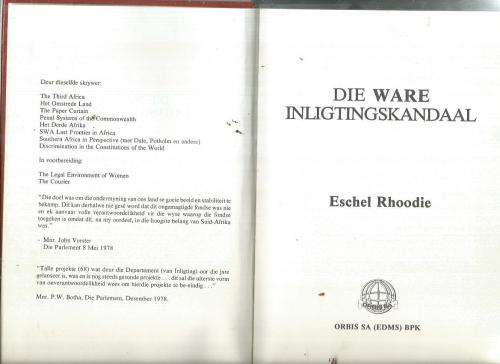 Deur dieselfde skrywer:
The Third Africa
Het Omstrede Land
The Paper Curtain
Penal Systems of the Commonwealth
Het Derde Afrika
SWA Last Frontier in Africa
Southern Africa in Perspective (met Dale, Potholm en andere)
Discrimination in the Constitutions of the World
In voorbereiding:
The Legal Environment of Women
The Courier
"Die doel was om die ondermyning van ons land se goeie beeld en stabiliteit te
bekamp. Dit kan derhalwe nie gesê word dat dit ongemagtigde fondse was nie
en ek aanvaar volle verantwoordelikheid vir die wyse waarop die fondse
toegeken is omdat dit, na my oordeel, in die hoogste belang van Suid-Afrika
was."
- Mnr. John Vorster
Die Parlement 8 Mei 1978
"Talle projekte (68) wat deur die Departement (van Inligting) oor die jare
geloods is, was en is nog steeds gesonde projekte . . . dit sal die uiterste vorm
van onverantwoordelikheid wees om hierdie projekte te be-eindig . . ."
Mnr. P.W. Botha, Die Parlement, Desember 1978.
DIE WARE
INLIGTINGSKANDAAL
Eschel Rhoodie
ORBIS SA
ORBIS SA (EDMS) BPK